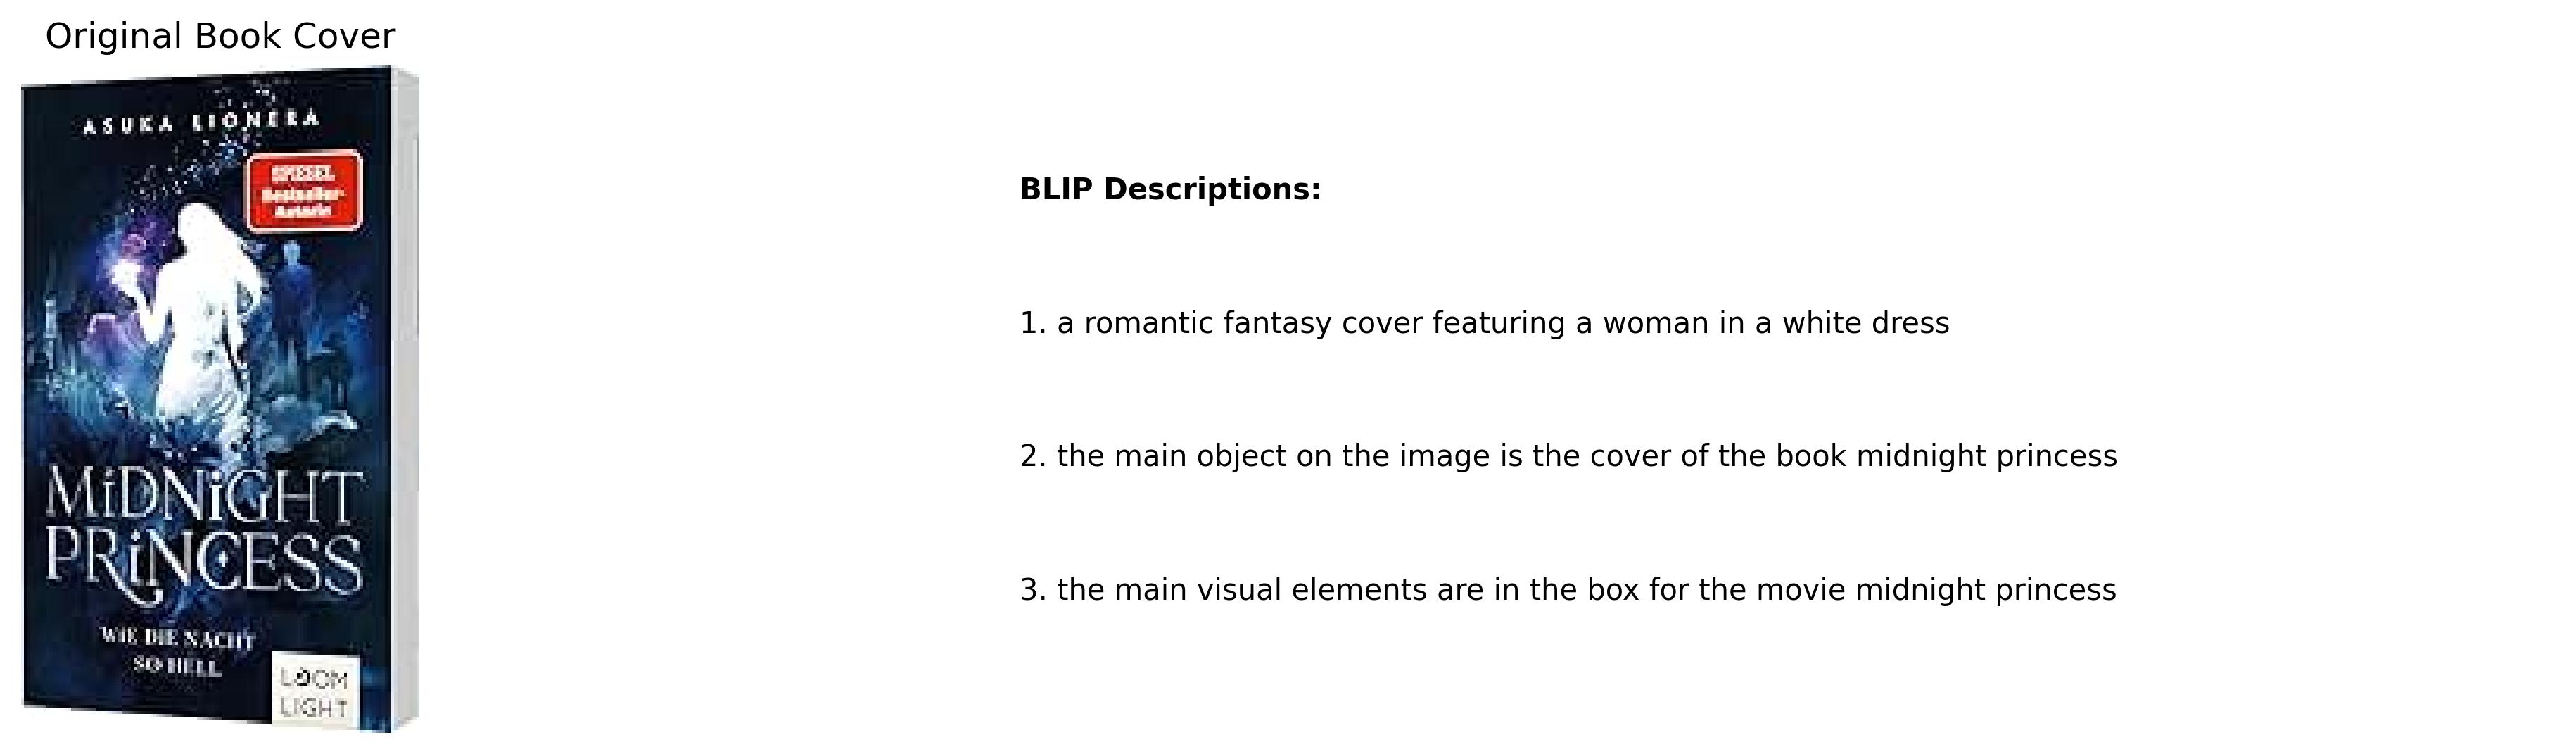 Original Book Cover
ASUKA LIONERA
SPIEGEL
Bestseller-
Autorin
MiDNiGHT
PRiNCESS
WIE DIE NACHT
SO HELL
LOOM
LIGHT
BLIP Descriptions:
1. a romantic fantasy cover featuring a woman in a white dress
2. the main object on the image is the cover of the book midnight princess
3. the main visual elements are in the box for the movie midnight princess